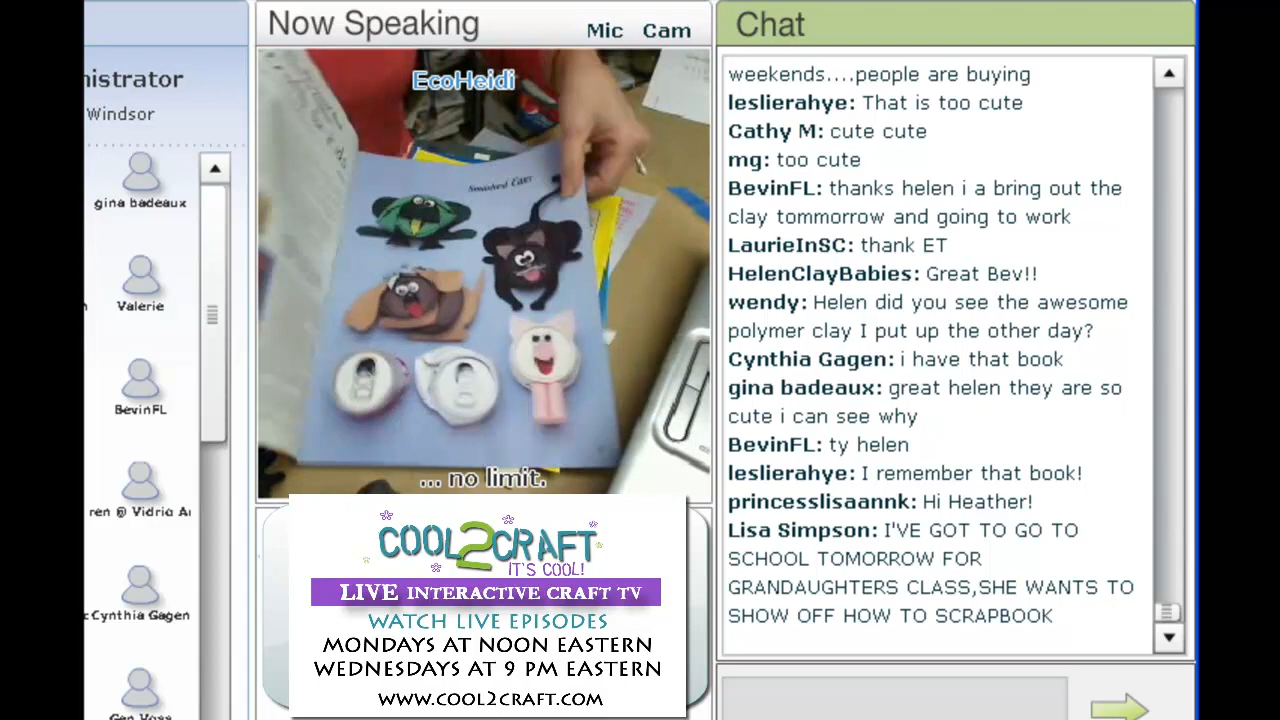 nistrator
Windsor
gina badeaux
Valerie
BevinFL
ren @ Vidrio Ar
Cynthia Gagen
Gen Voss
Now Speaking
Mic Cam
EcoHeidi
Smashed Cans
... no limit.
COOL2CRAFT
IT'S COOL!
LIVE INTERACTIVE CRAFT TV
WATCH LIVE EPISODES
MONDAYS AT NOON EASTERN
WEDNESDAYS AT 9 PM EASTERN
WWW.COOL2CRAFT.COM
Chat
weekends....people are buying
leslierahye: That is too cute
Cathy M: cute cute
mg: too cute
BevinFL: thanks helen i a bring out the
clay tommorrow and going to work
LaurieInSC: thank ET
HelenClayBabies: Great Bev!!
wendy: Helen did you see the awesome
polymer clay I put up the other day?
Cynthia Gagen: i have that book
gina badeaux: great helen they are so
cute i can see why
BevinFL: ty helen
leslierahye: I remember that book!
princesslisaannk: Hi Heather!
Lisa Simpson: I'VE GOT TO GO TO
SCHOOL TOMORROW FOR
GRANDAUGHTERS CLASS,SHE WANTS TO
SHOW OFF HOW TO SCRAPBOOK